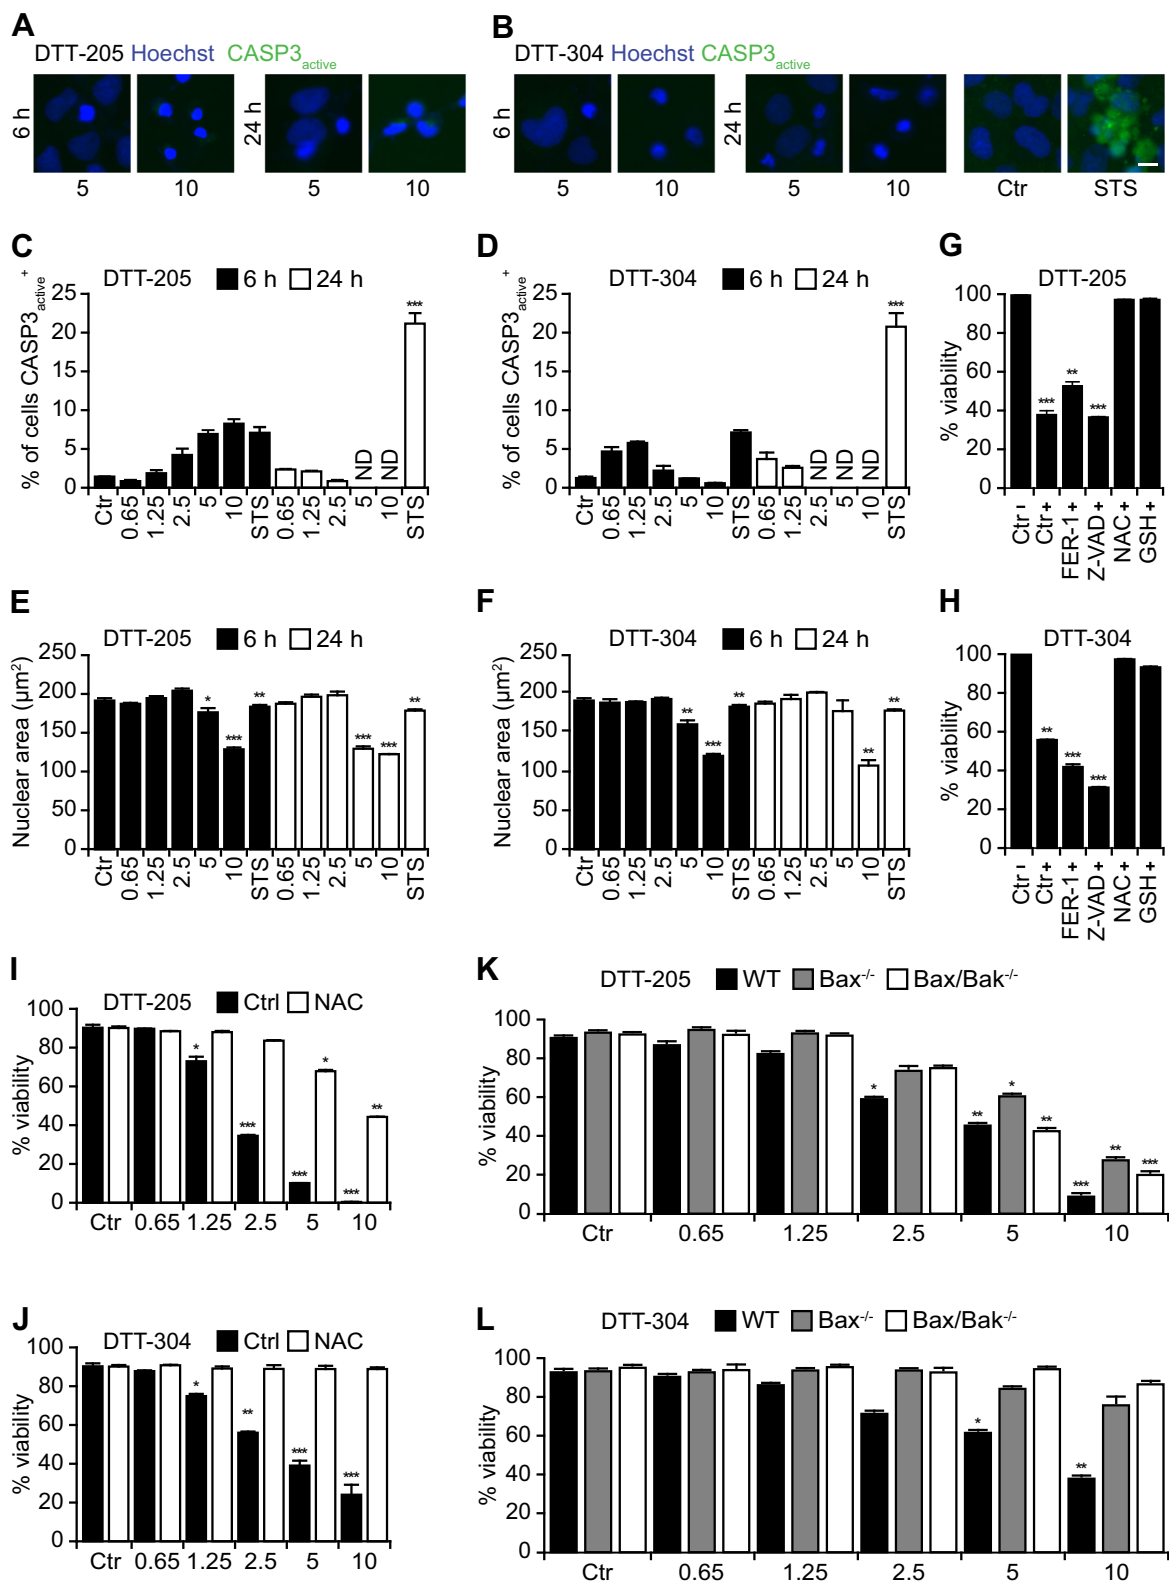 A
DTT-205 Hoechst CASP3active
6 h
24 h
5 10 5 10
B
DTT-304 Hoechst CASP3active
6 h
24 h
5 10 5 10 Ctr STS
C
DTT-205 6 h 24 h
% of cells CASP3active+
25
20
15
10
5
0
***
ND ND
Ctr 0.65 1.25 2.5 5 10 STS 0.65 1.25 2.5 5 10 STS
D
DTT-304 6 h 24 h
% of cells CASP3active+
25
20
15
10
5
0
***
ND ND ND
Ctr 0.65 1.25 2.5 5 10 STS 0.65 1.25 2.5 5 10 STS
G
DTT-205
% viability
100
80
60
40
20
0
*** ** ***
Ctr - Ctr + FER-1 + Z-VAD + NAC + GSH +
E
DTT-205 6 h 24 h
Nuclear area (µm²)
250
200
150
100
50
0
* *** ** *** *** **
Ctr 0.65 1.25 2.5 5 10 STS 0.65 1.25 2.5 5 10 STS
F
DTT-304 6 h 24 h
Nuclear area (µm²)
250
200
150
100
50
0
** *** ** ** **
Ctr 0.65 1.25 2.5 5 10 STS 0.65 1.25 2.5 5 10 STS
H
DTT-304
% viability
100
80
60
40
20
0
** *** ***
Ctr - Ctr + FER-1 + Z-VAD + NAC + GSH +
I
DTT-205 Ctrl NAC
% viability
100
80
60
40
20
0
* *** *** * *** **
Ctr 0.65 1.25 2.5 5 10
K
DTT-205 WT Bax-/- Bax/Bak-/-
% viability
100
80
60
40
20
0
* ** * ** *** ** ***
Ctr 0.65 1.25 2.5 5 10
J
DTT-304 Ctrl NAC
% viability
100
80
60
40
20
0
* ** *** ***
Ctr 0.65 1.25 2.5 5 10
L
DTT-304 WT Bax-/- Bax/Bak-/-
% viability
100
80
60
40
20
0
* **
Ctr 0.65 1.25 2.5 5 10